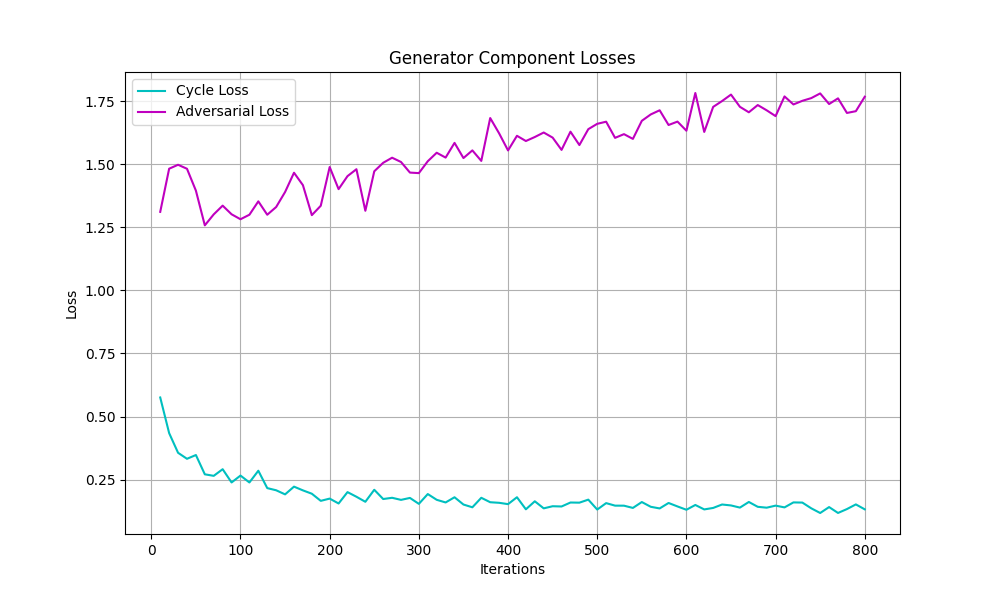 Generator Component Losses
Cycle Loss
Adversarial Loss
Loss
1.75
1.50
1.25
1.00
0.75
0.50
0.25
0 100 200 300 400 500 600 700 800
Iterations